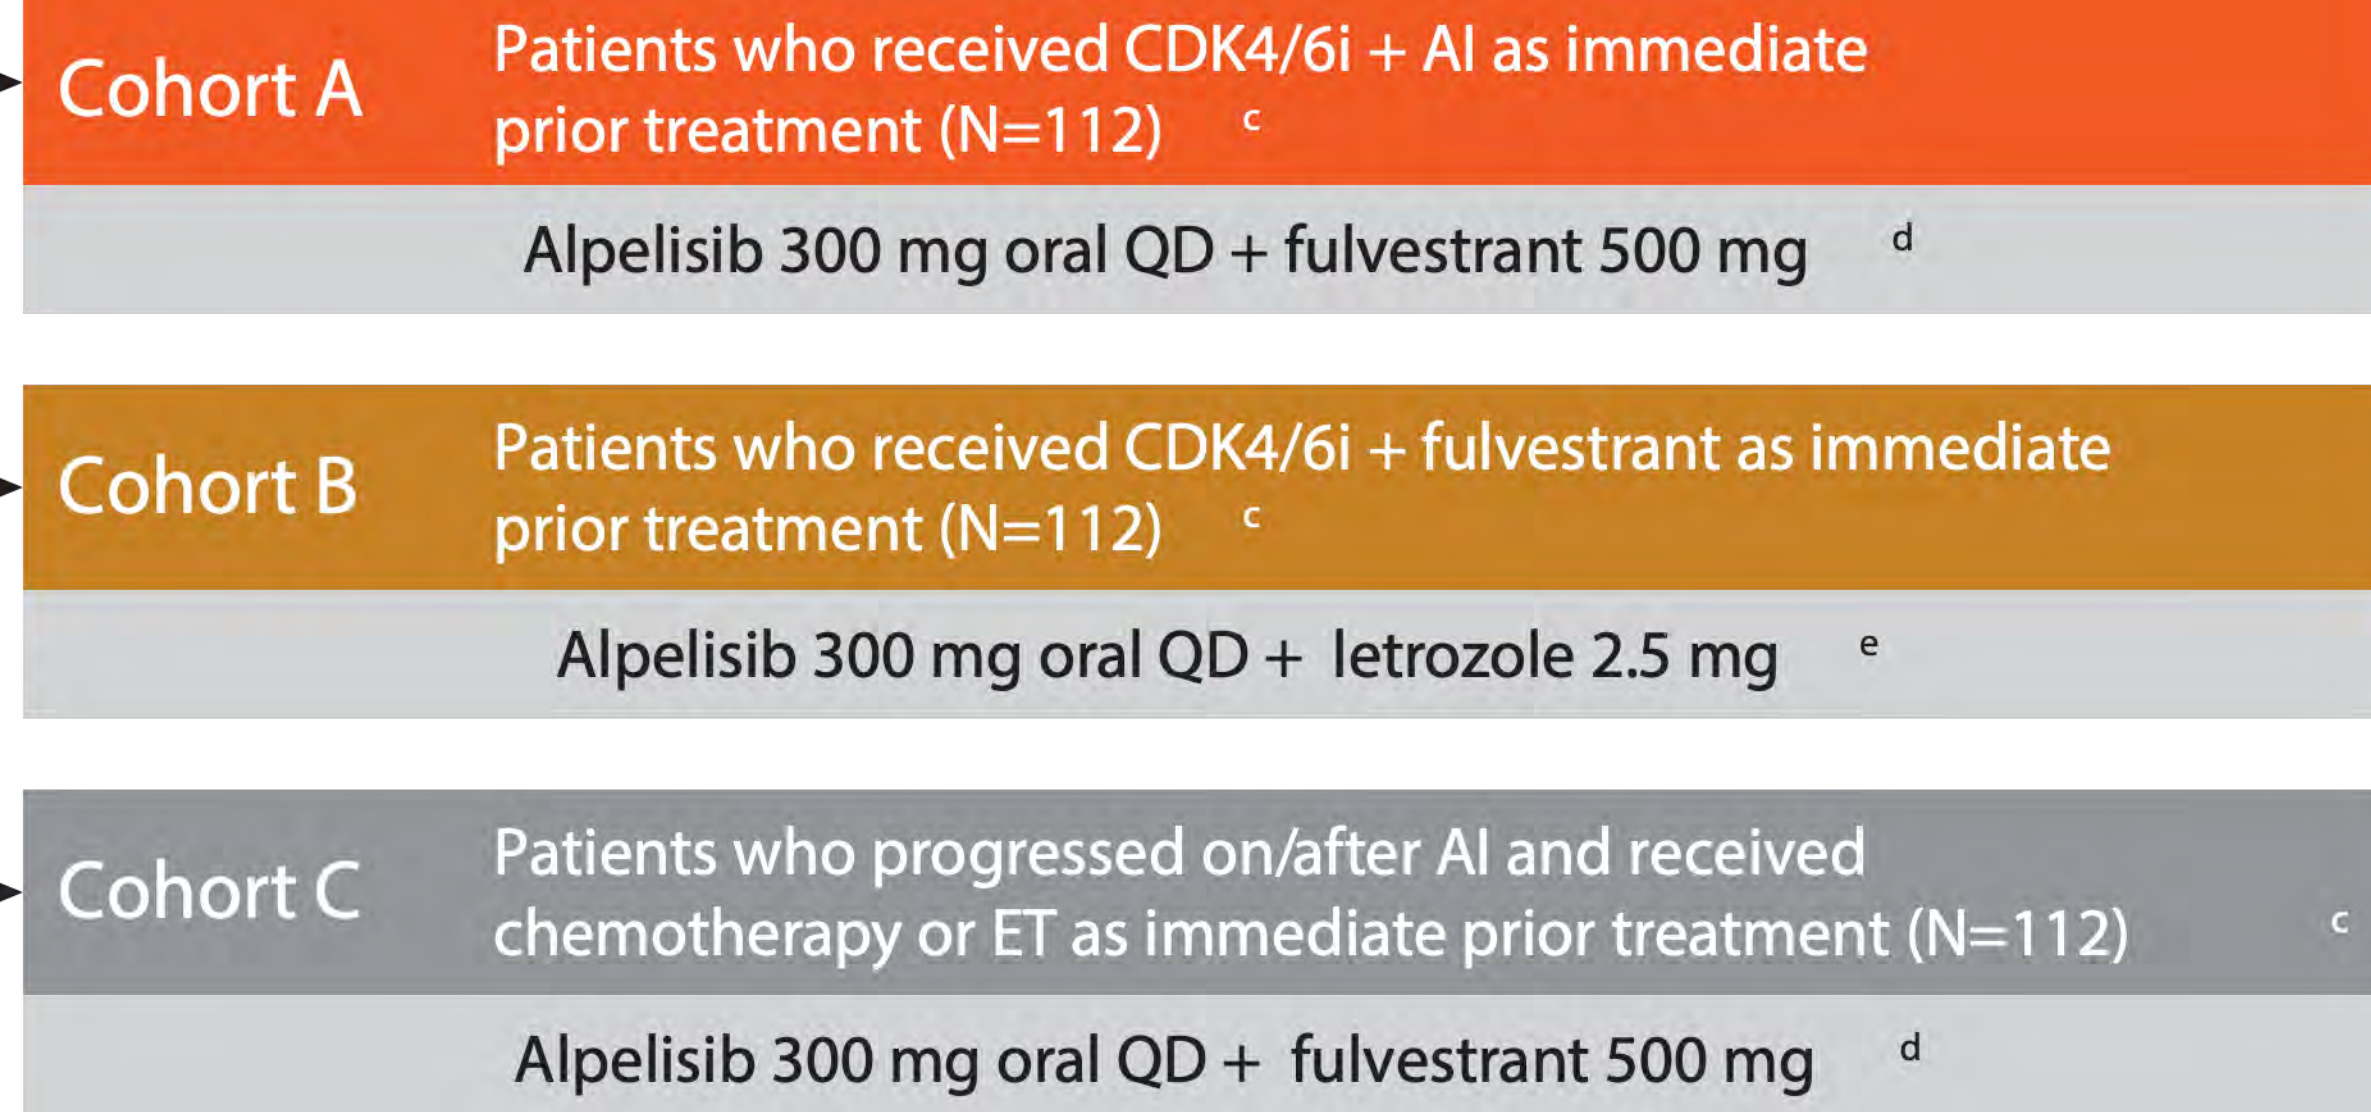 Cohort A
Patients who received CDK4/6i + AI as immediate
prior treatment (N=112) c
Alpelisib 300 mg oral QD + fulvestrant 500 mg d
Cohort B
Patients who received CDK4/6i + fulvestrant as immediate
prior treatment (N=112) c
Alpelisib 300 mg oral QD + letrozole 2.5 mg e
Cohort C
Patients who progressed on/after AI and received
chemotherapy or ET as immediate prior treatment (N=112) c
Alpelisib 300 mg oral QD + fulvestrant 500 mg d